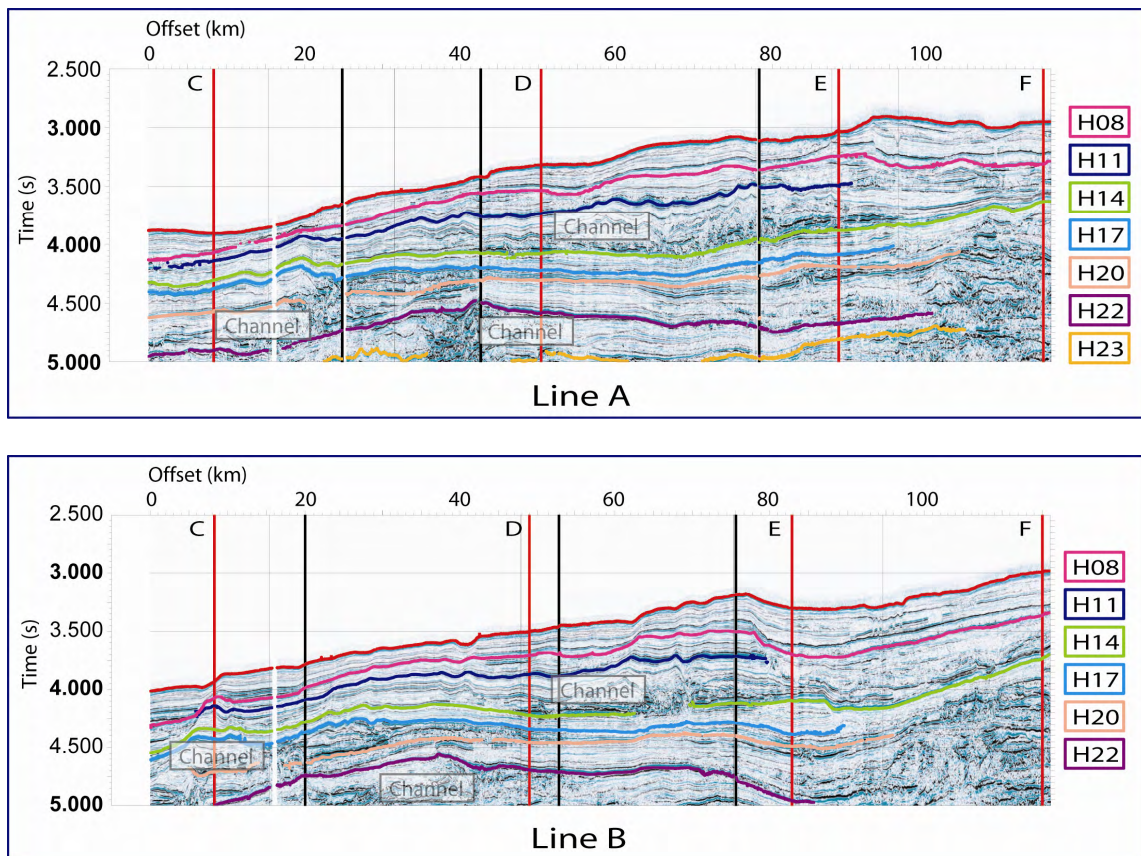 Offset (km)
0 20 40 60 80 100
C D E F
2.500
3.000
3.500
4.000
4.500
5.000
Time (s)
Channel
Channel
Channel
H08
H11
H14
H17
H20
H22
H23
Line A
Offset (km)
0 20 40 60 80 100
C D E F
2.500
3.000
3.500
4.000
4.500
5.000
Time (s)
Channel
Channel
Channel
H08
H11
H14
H17
H20
H22
Line B